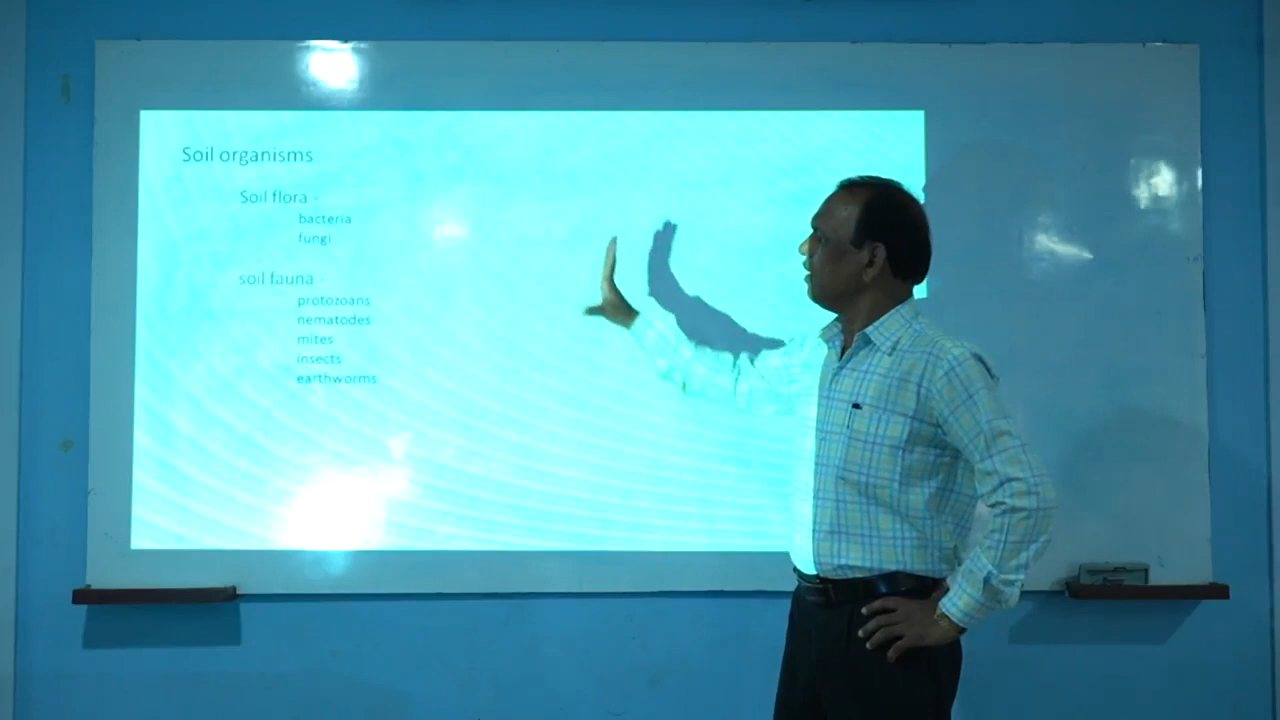 Soil organisms
Soil flora -
bacteria
fungi
soil fauna -
protozoans
nematodes
mites
insects
earthworms